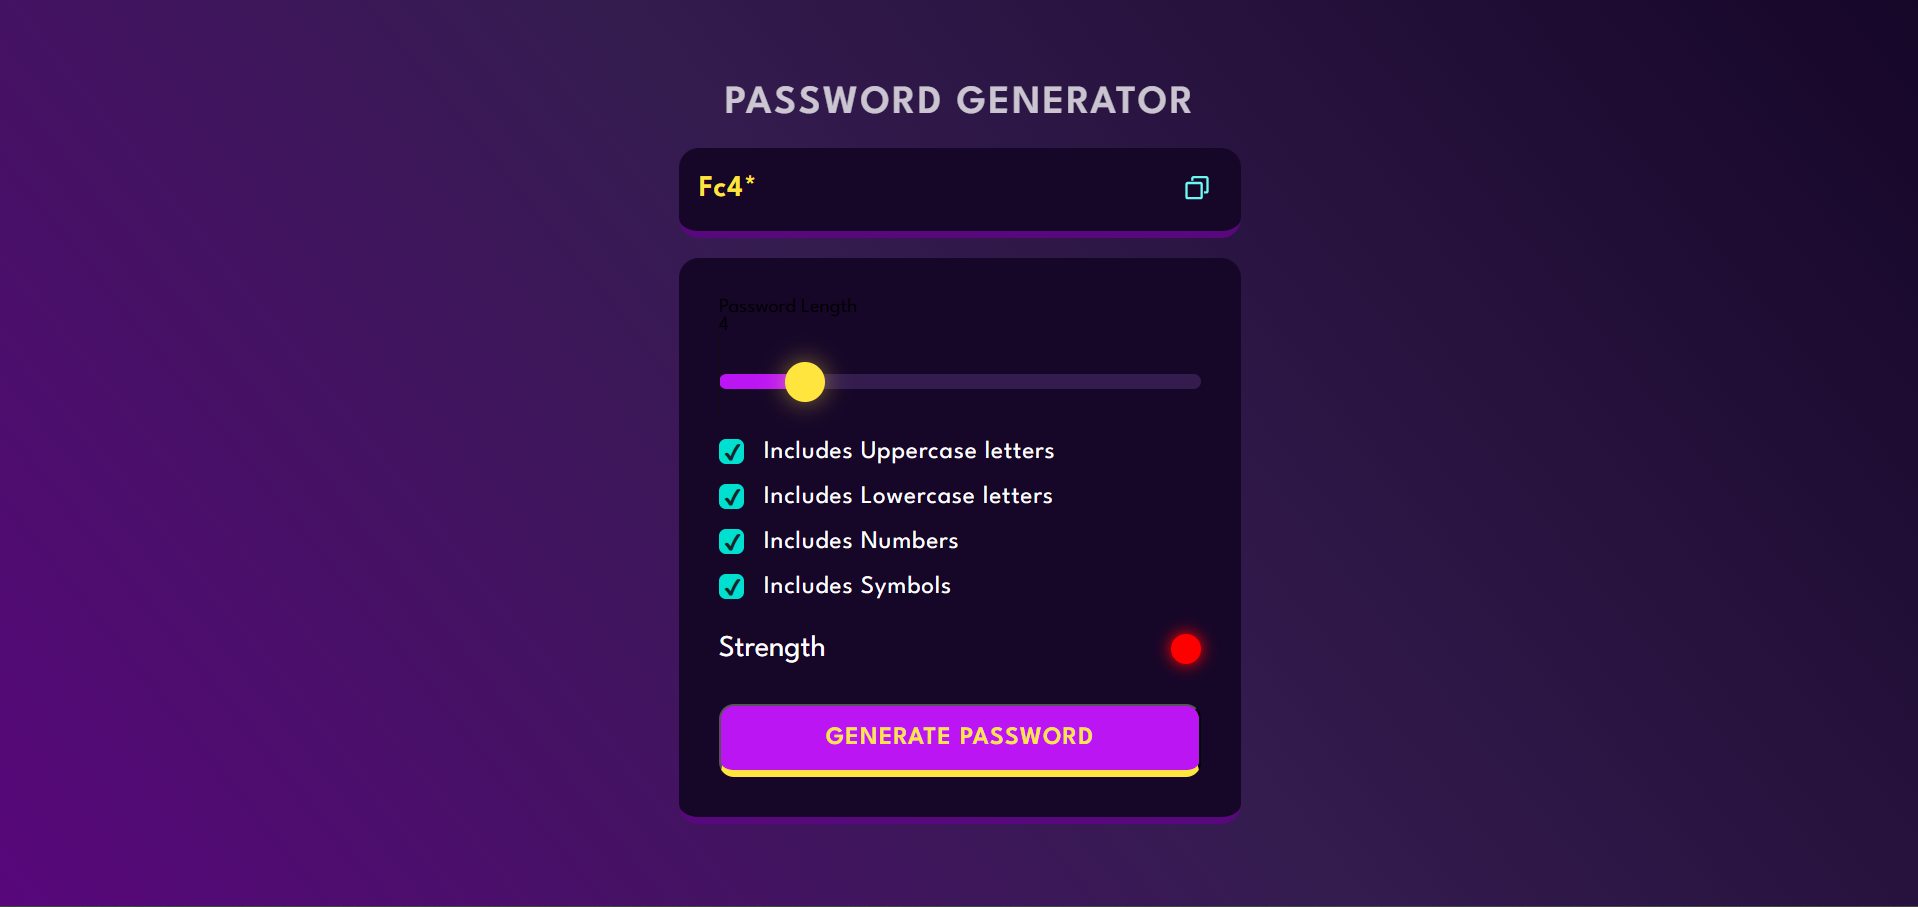 PASSWORD GENERATOR
Fc4*
Password Length
4
Includes Uppercase letters
Includes Lowercase letters
Includes Numbers
Includes Symbols
Strength
GENERATE PASSWORD